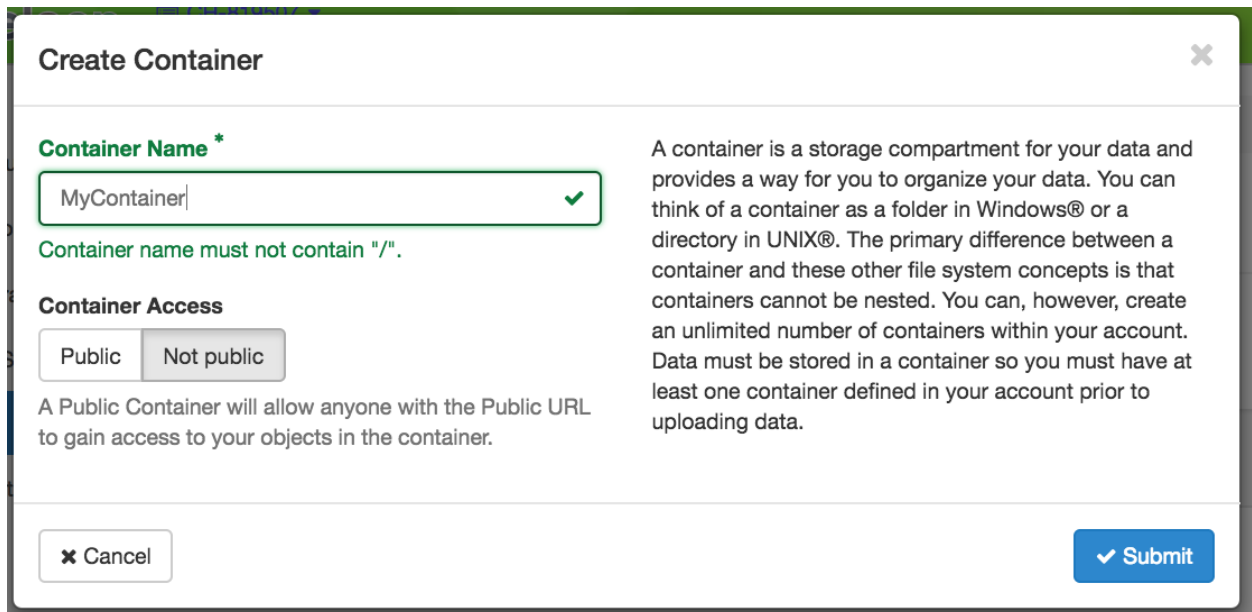 CH-819507
Create Container
Container Name *
MyContainer
Container name must not contain "/".
Container Access
Public
Not public
A Public Container will allow anyone with the Public URL
to gain access to your objects in the container.
A container is a storage compartment for your data and
provides a way for you to organize your data. You can
think of a container as a folder in Windows® or a
directory in UNIX®. The primary difference between a
container and these other file system concepts is that
containers cannot be nested. You can, however, create
an unlimited number of containers within your account.
Data must be stored in a container so you must have at
least one container defined in your account prior to
uploading data.
Cancel
Submit